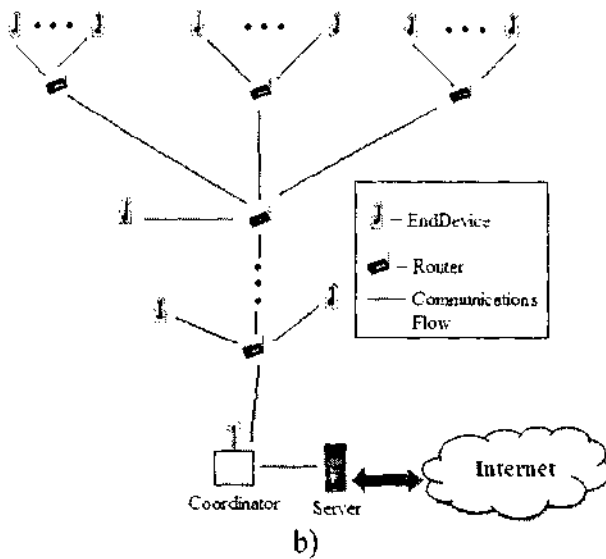 – EndDevice
– Router
– Communications
Flow
Internet
Coordinator
Server
b)